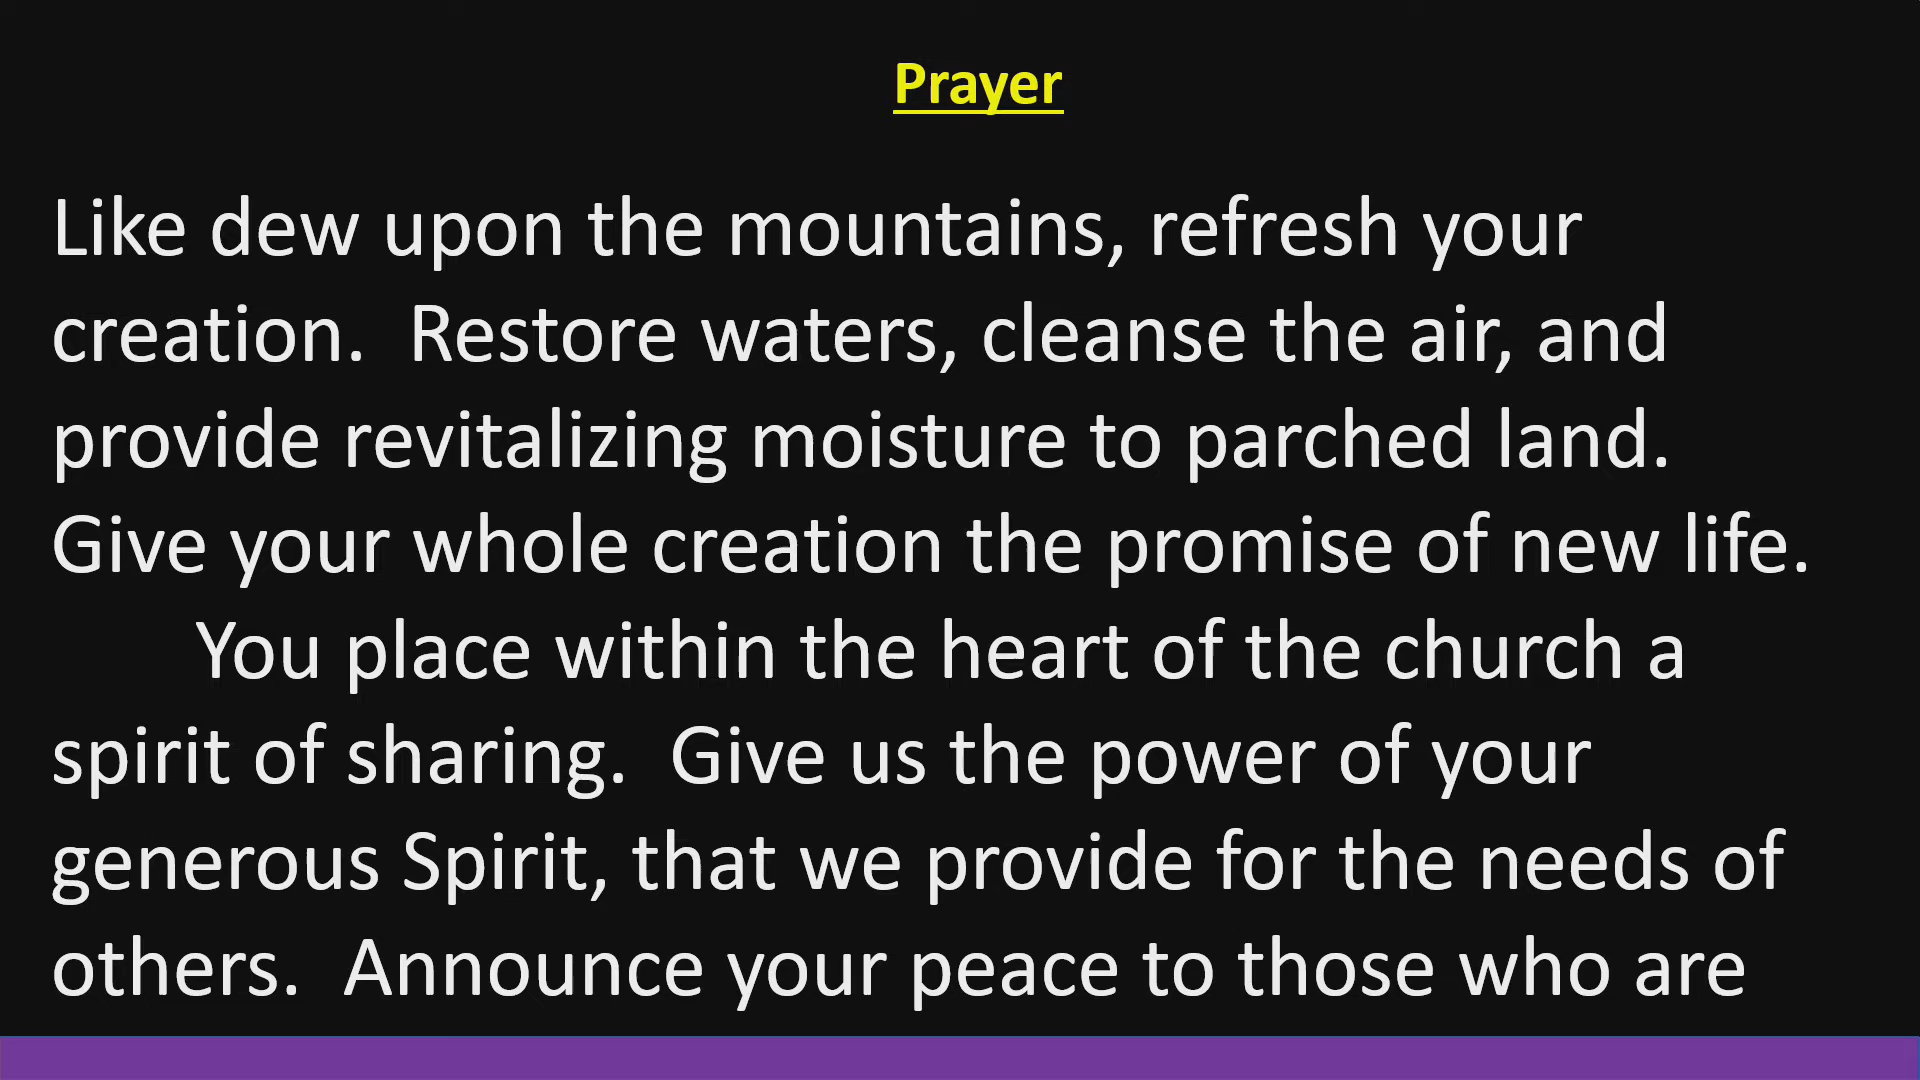 Prayer
Like dew upon the mountains, refresh your
creation.  Restore waters, cleanse the air, and
provide revitalizing moisture to parched land.
Give your whole creation the promise of new life.
You place within the heart of the church a
spirit of sharing.  Give us the power of your
generous Spirit, that we provide for the needs of
others.  Announce your peace to those who are